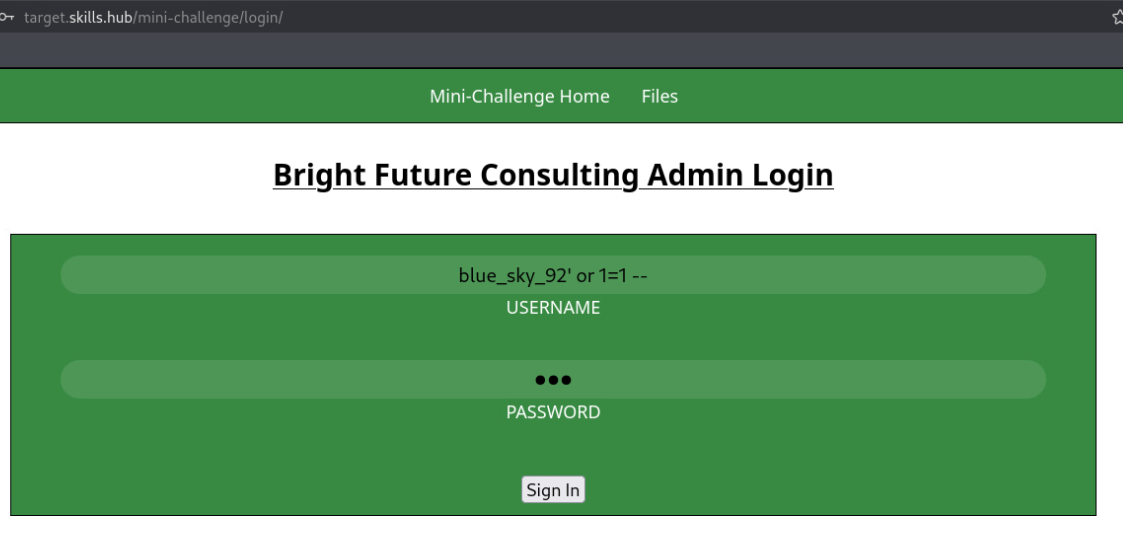 target.skills.hub/mini-challenge/login/
Mini-Challenge Home Files
Bright Future Consulting Admin Login
blue_sky_92' or 1=1 --
USERNAME
●●●
PASSWORD
Sign In